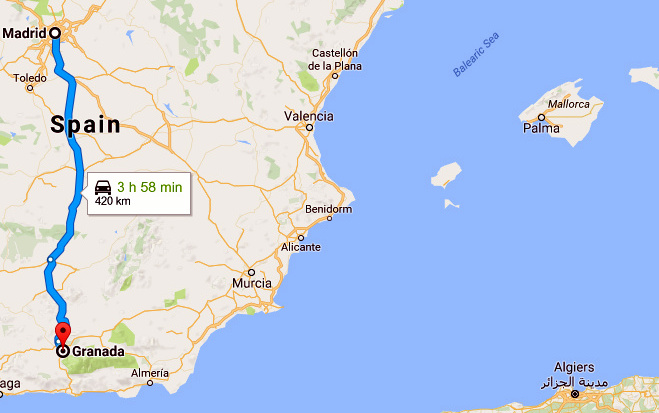 Madrid
Castellón
de la Plana
Balearic Sea
Toledo
Spain
Valencia
Mallorca
Palma
3 h 58 min
420 km
Benidorm
Alicante
Murcia
Granada
Almería
aga
Algiers
مدينة الجزائر